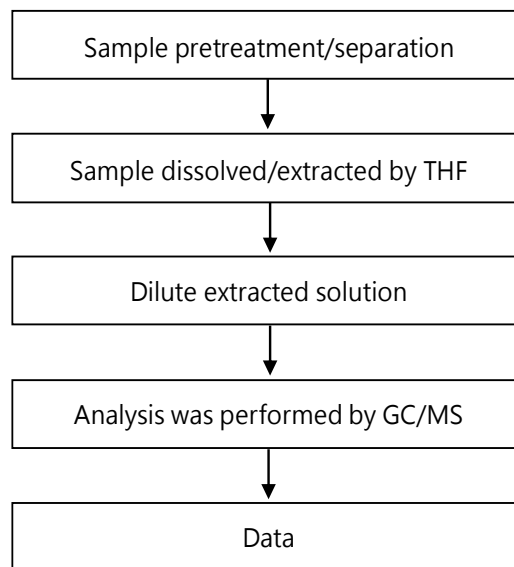 Sample pretreatment/separation
Sample dissolved/extracted by THF
Dilute extracted solution
Analysis was performed by GC/MS
Data